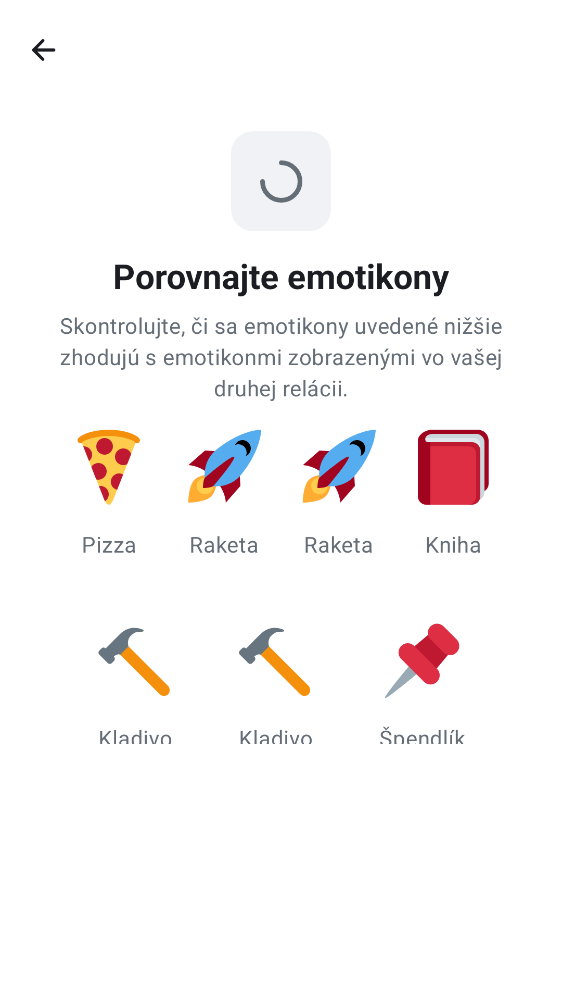 Porovnajte emotikony
Skontrolujte, či sa emotikony uvedené nižšie
zhodujú s emotikonmi zobrazenými vo vašej
druhej relácii.
Pizza Raketa Raketa Kniha
Kladivo Kladivo Špendlík